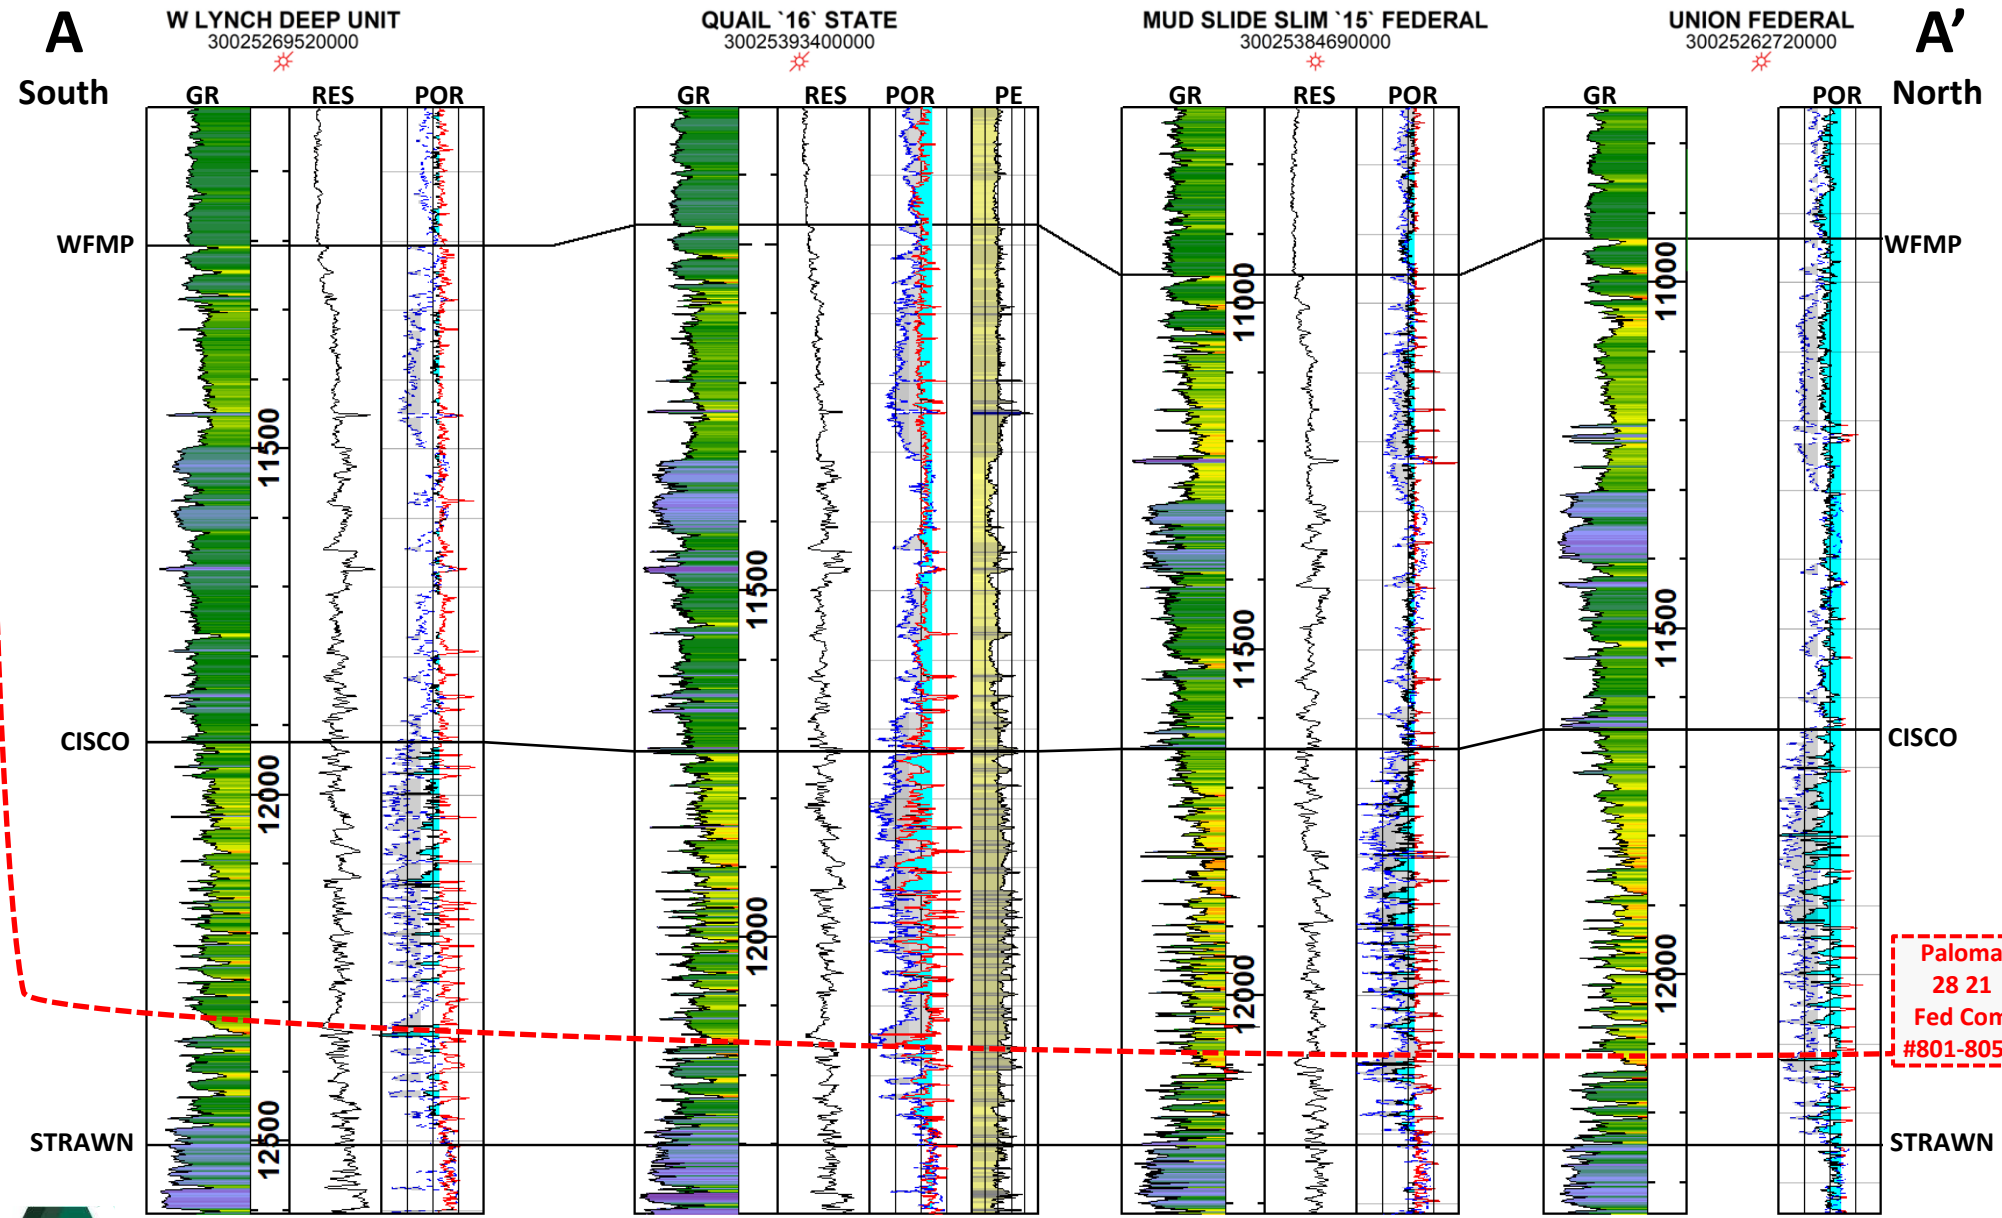 A
South
W LYNCH DEEP UNIT
30025269520000
QUAIL `16` STATE
30025393400000
MUD SLIDE SLIM `15` FEDERAL
30025384690000
UNION FEDERAL
30025262720000
A'
North
GR RES POR
GR RES POR PE
GR RES POR
GR POR
WFMP
WFMP
11000
11000
11500
11500
11500
11500
CISCO
CISCO
12000
12000
12000
12000
Paloma
28 21
Fed Com
#801-805
12500
STRAWN
STRAWN